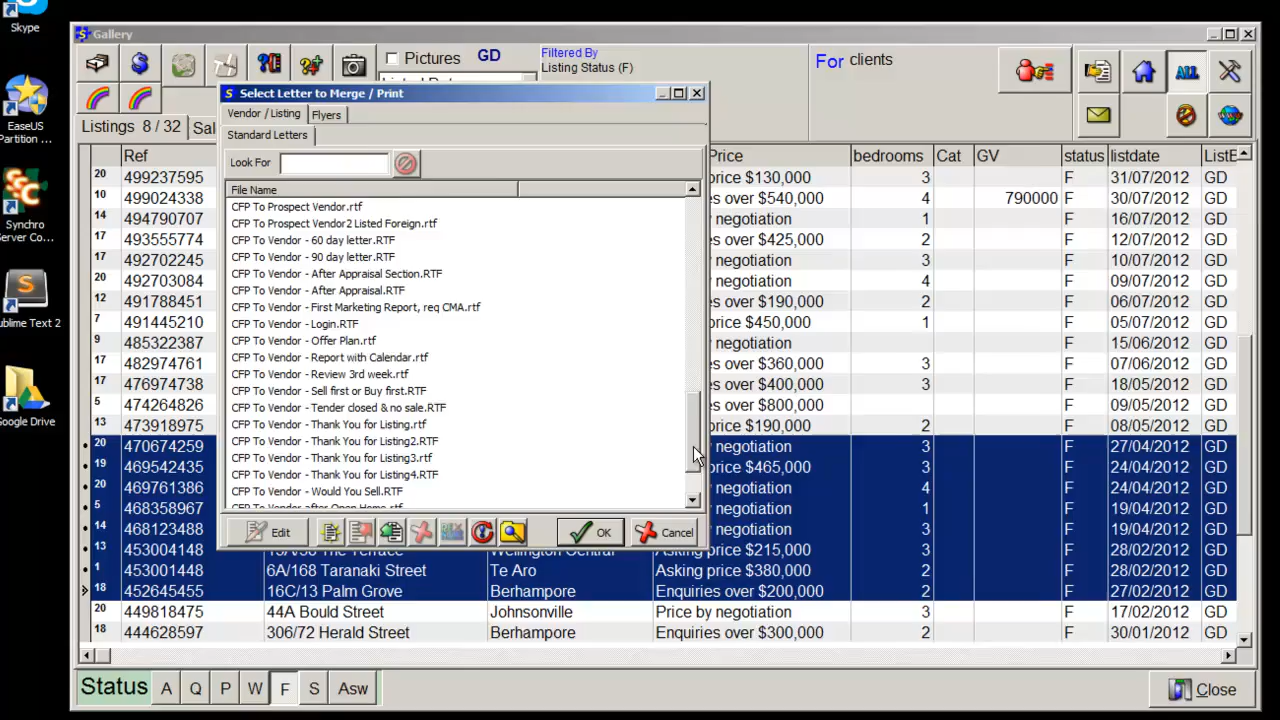 Skype
EaseUS
Partition ...
Synchro
Server Co...
ublime Text 2
Google Drive
Gallery
Pictures GD
Filtered By
Listing Status (F)
For clients
ALL
Listings 8 / 32
Select Letter to Merge / Print
Vendor / Listing Flyers
Standard Letters
Look For
File Name
CFP To Prospect Vendor.rtf
CFP To Prospect Vendor2 Listed Foreign.rtf
CFP To Vendor - 60 day letter.RTF
CFP To Vendor - 90 day letter.RTF
CFP To Vendor - After Appraisal Section.RTF
CFP To Vendor - After Appraisal.RTF
CFP To Vendor - First Marketing Report, req CMA.rtf
CFP To Vendor - Login.RTF
CFP To Vendor - Offer Plan.rtf
CFP To Vendor - Report with Calendar.rtf
CFP To Vendor - Review 3rd week.rtf
CFP To Vendor - Sell first or Buy first.RTF
CFP To Vendor - Tender closed & no sale.RTF
CFP To Vendor - Thank You for Listing.rtf
CFP To Vendor - Thank You for Listing2.RTF
CFP To Vendor - Thank You for Listing3.rtf
CFP To Vendor - Thank You for Listing4.RTF
CFP To Vendor - Would You Sell.RTF
CFP To Vendor after Open Home.rtf
Edit OK Cancel
Ref Price bedrooms Cat GV status listdate ListE
20 499237595 price $130,000 3 F 31/07/2012 GD
10 499024338 es over $540,000 4 790000 F 30/07/2012 GD
14 494790707 y negotiation 1 F 16/07/2012 GD
17 493555774 es over $425,000 2 F 12/07/2012 GD
17 492702245 y negotiation 3 F 10/07/2012 GD
20 492703084 y negotiation 4 F 09/07/2012 GD
12 491788451 es over $190,000 2 F 06/07/2012 GD
7 491445210 price $450,000 1 F 05/07/2012 GD
9 485322387 y negotiation F 15/06/2012 GD
17 482974761 es over $360,000 3 F 07/06/2012 GD
17 476974738 es over $400,000 3 F 18/05/2012 GD
5 474264826 es over $800,000 F 09/05/2012 GD
13 473918975 price $190,000 2 F 08/05/2012 GD
20 470674259 y negotiation 3 F 27/04/2012 GD
19 469542435 price $465,000 3 F 24/04/2012 GD
20 469761386 y negotiation 4 F 24/04/2012 GD
5 468358967 y negotiation 1 F 19/04/2012 GD
14 468123488 y negotiation 3 F 19/04/2012 GD
13 453004148 The Terrace Wellington Central Asking price $215,000 3 F 28/02/2012 GD
1 453001448 6A/168 Taranaki Street Te Aro Asking price $380,000 2 F 28/02/2012 GD
18 452645455 16C/13 Palm Grove Berhampore Enquiries over $200,000 2 F 27/02/2012 GD
20 449818475 44A Bould Street Johnsonville Price by negotiation 3 F 17/02/2012 GD
18 444628597 306/72 Herald Street Berhampore Enquiries over $300,000 2 F 30/01/2012 GD
Status A Q P W F S Asw
Close